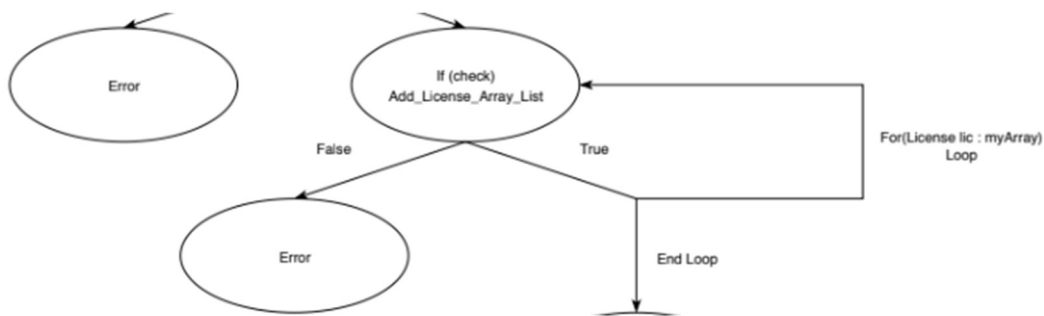 Error
If (check)
Add_License_Array_List
False
True
For(License lic : myArray)
Loop
Error
End Loop